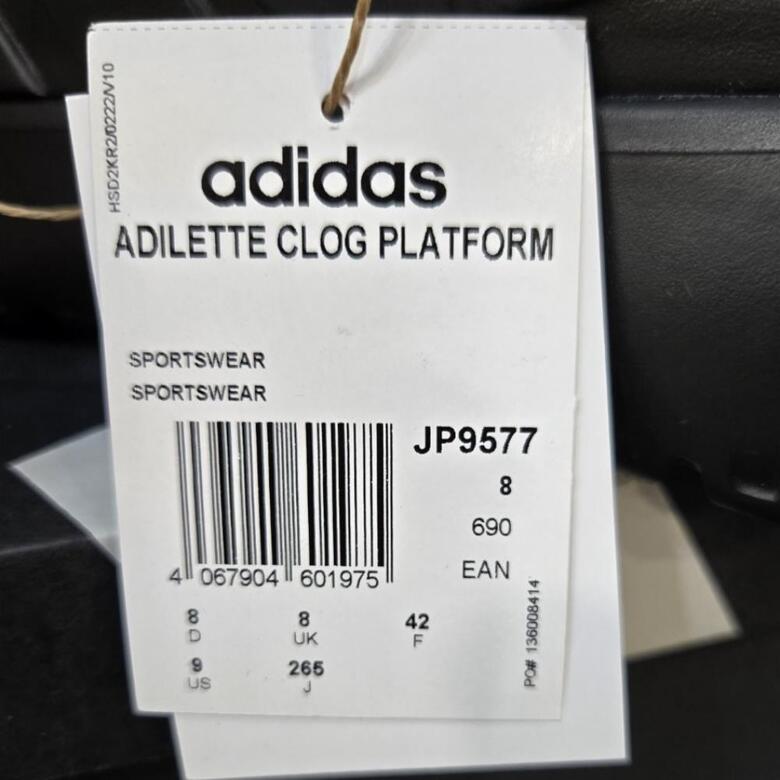 HSD2KR2/0222/V10
adidas
ADILETTE CLOG PLATFORM
SPORTSWEAR
SPORTSWEAR
JP9577
8
690
EAN
4 067904 601975
8 8 42
D UK F
9 265
US J
PO# 136008414